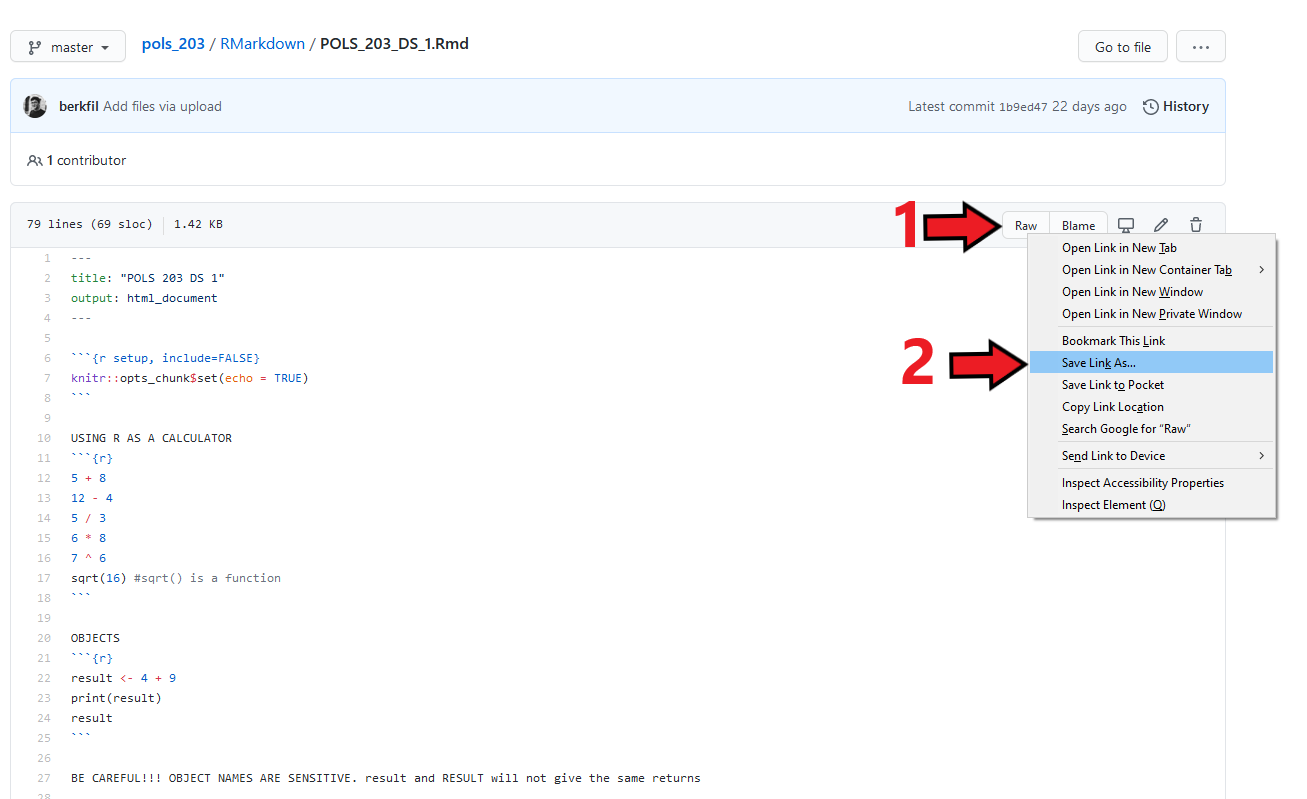 master
pols_203 / RMarkdown / POLS_203_DS_1.Rmd
Go to file
...
berkfil Add files via upload
Latest commit 1b9ed47 22 days ago
History
1 contributor
79 lines (69 sloc)
1.42 KB
1
Raw
Blame
Open Link in New Tab
Open Link in New Container Tab
Open Link in New Window
Open Link in New Private Window
Bookmark This Link
2
Save Link As...
Save Link to Pocket
Copy Link Location
Search Google for “Raw”
Send Link to Device
Inspect Accessibility Properties
Inspect Element (Q)
1 ---
2 title: "POLS 203 DS 1"
3 output: html_document
4 ---
5
6 ```{r setup, include=FALSE}
7 knitr::opts_chunk$set(echo = TRUE)
8 ```
9
10 USING R AS A CALCULATOR
11 ```{r}
12 5 + 8
13 12 - 4
14 5 / 3
15 6 * 8
16 7 ^ 6
17 sqrt(16) #sqrt() is a function
18 ```
19
20 OBJECTS
21 ```{r}
22 result <- 4 + 9
23 print(result)
24 result
25 ```
26
27 BE CAREFUL!!! OBJECT NAMES ARE SENSITIVE. result and RESULT will not give the same returns
28